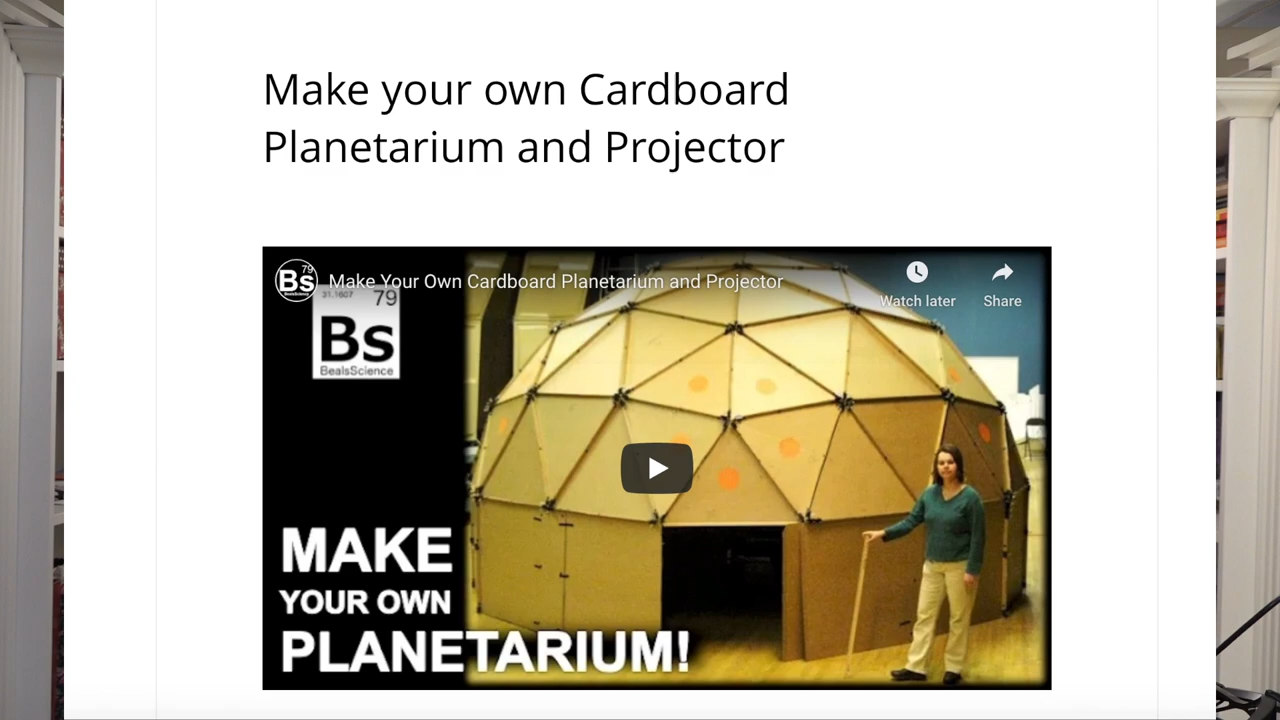 Make your own Cardboard
Planetarium and Projector
79
Bs
BealsScience
Make Your Own Cardboard Planetarium and Projector
Watch later
Share
31.1607 79
Bs
BealsScience
MAKE
YOUR OWN
PLANETARIUM!